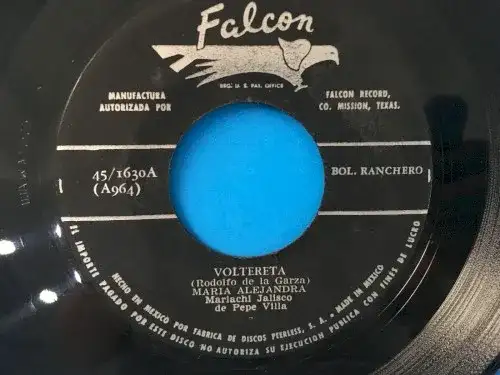 Falcon
REG. U. S. PAT. OFFICE
MANUFACTURA
AUTORIZADA POR
FALCON RECORD,
CO. MISSION, TEXAS.
45/1630A
(A964)
BOL. RANCHERO
VOLTERETA
(Rodolfo de la Garza)
MARIA ALEJANDRA
Mariachi Jalisco
de Pepe Villa
EL IMPORTE PAGADO POR ESTE DISCO NO AUTORIZA SU EJECUCION PUBLICA CON FINES DE LUCRO
HECHO EN MEXICO POR FABRICA DE DISCOS PEERLESS, S. A. - MADE IN MEXICO